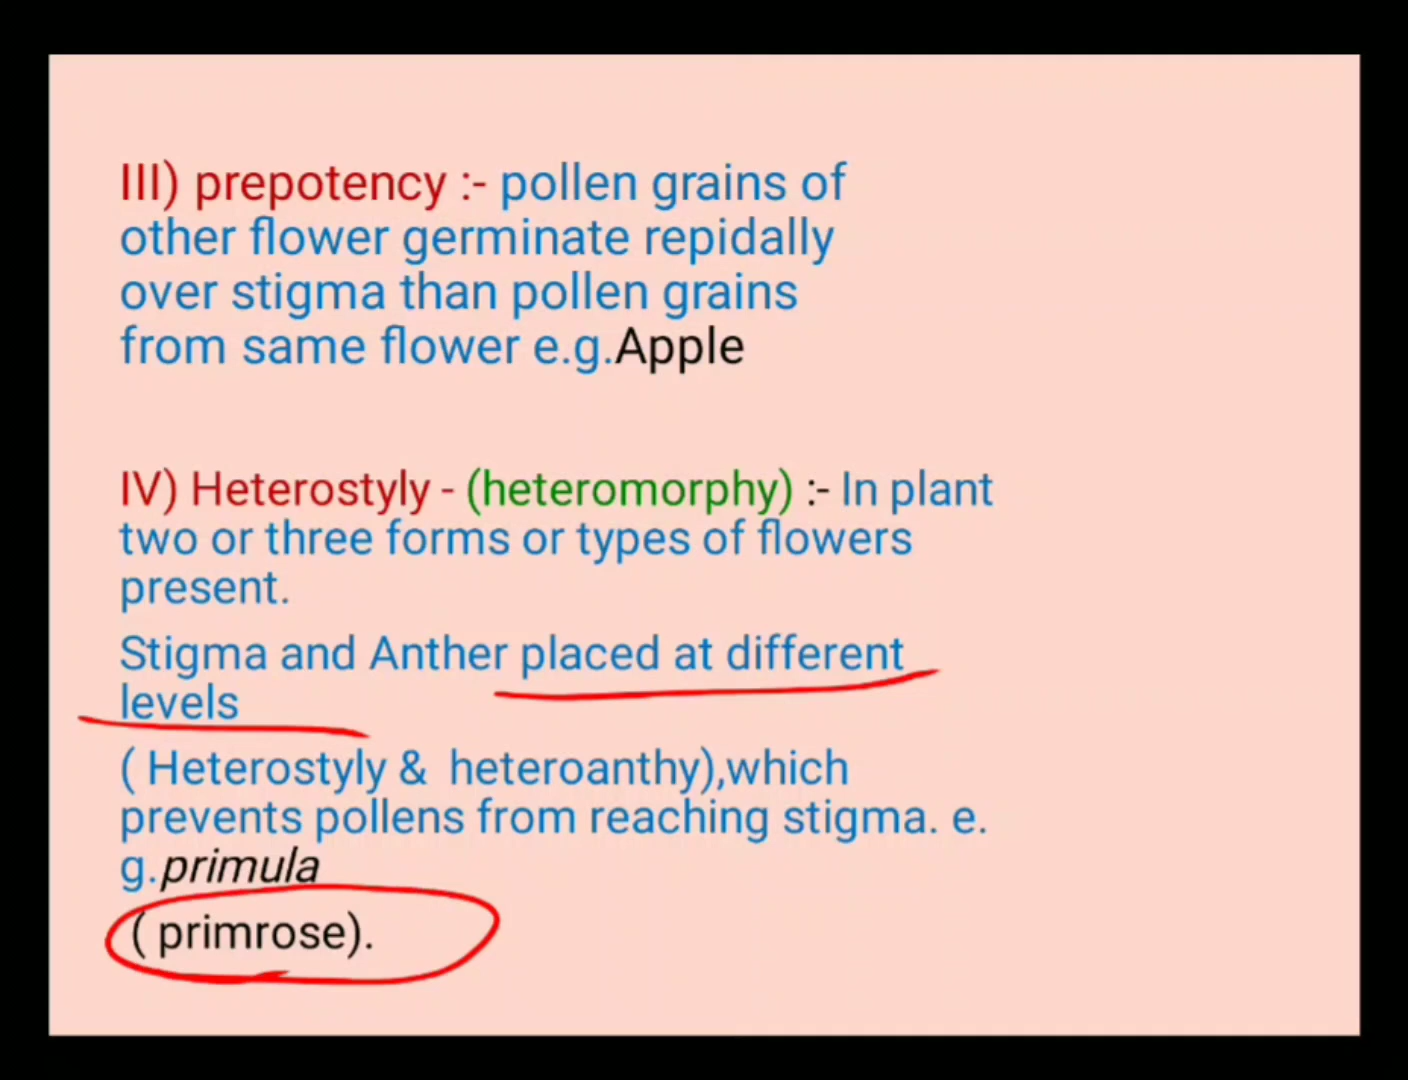 III) prepotency :- pollen grains of
other flower germinate repidally
over stigma than pollen grains
from same flower e.g.Apple
IV) Heterostyly - (heteromorphy) :- In plant
two or three forms or types of flowers
present.
Stigma and Anther placed at different
levels
( Heterostyly & heteroanthy),which
prevents pollens from reaching stigma. e.
g.primula
( primrose).